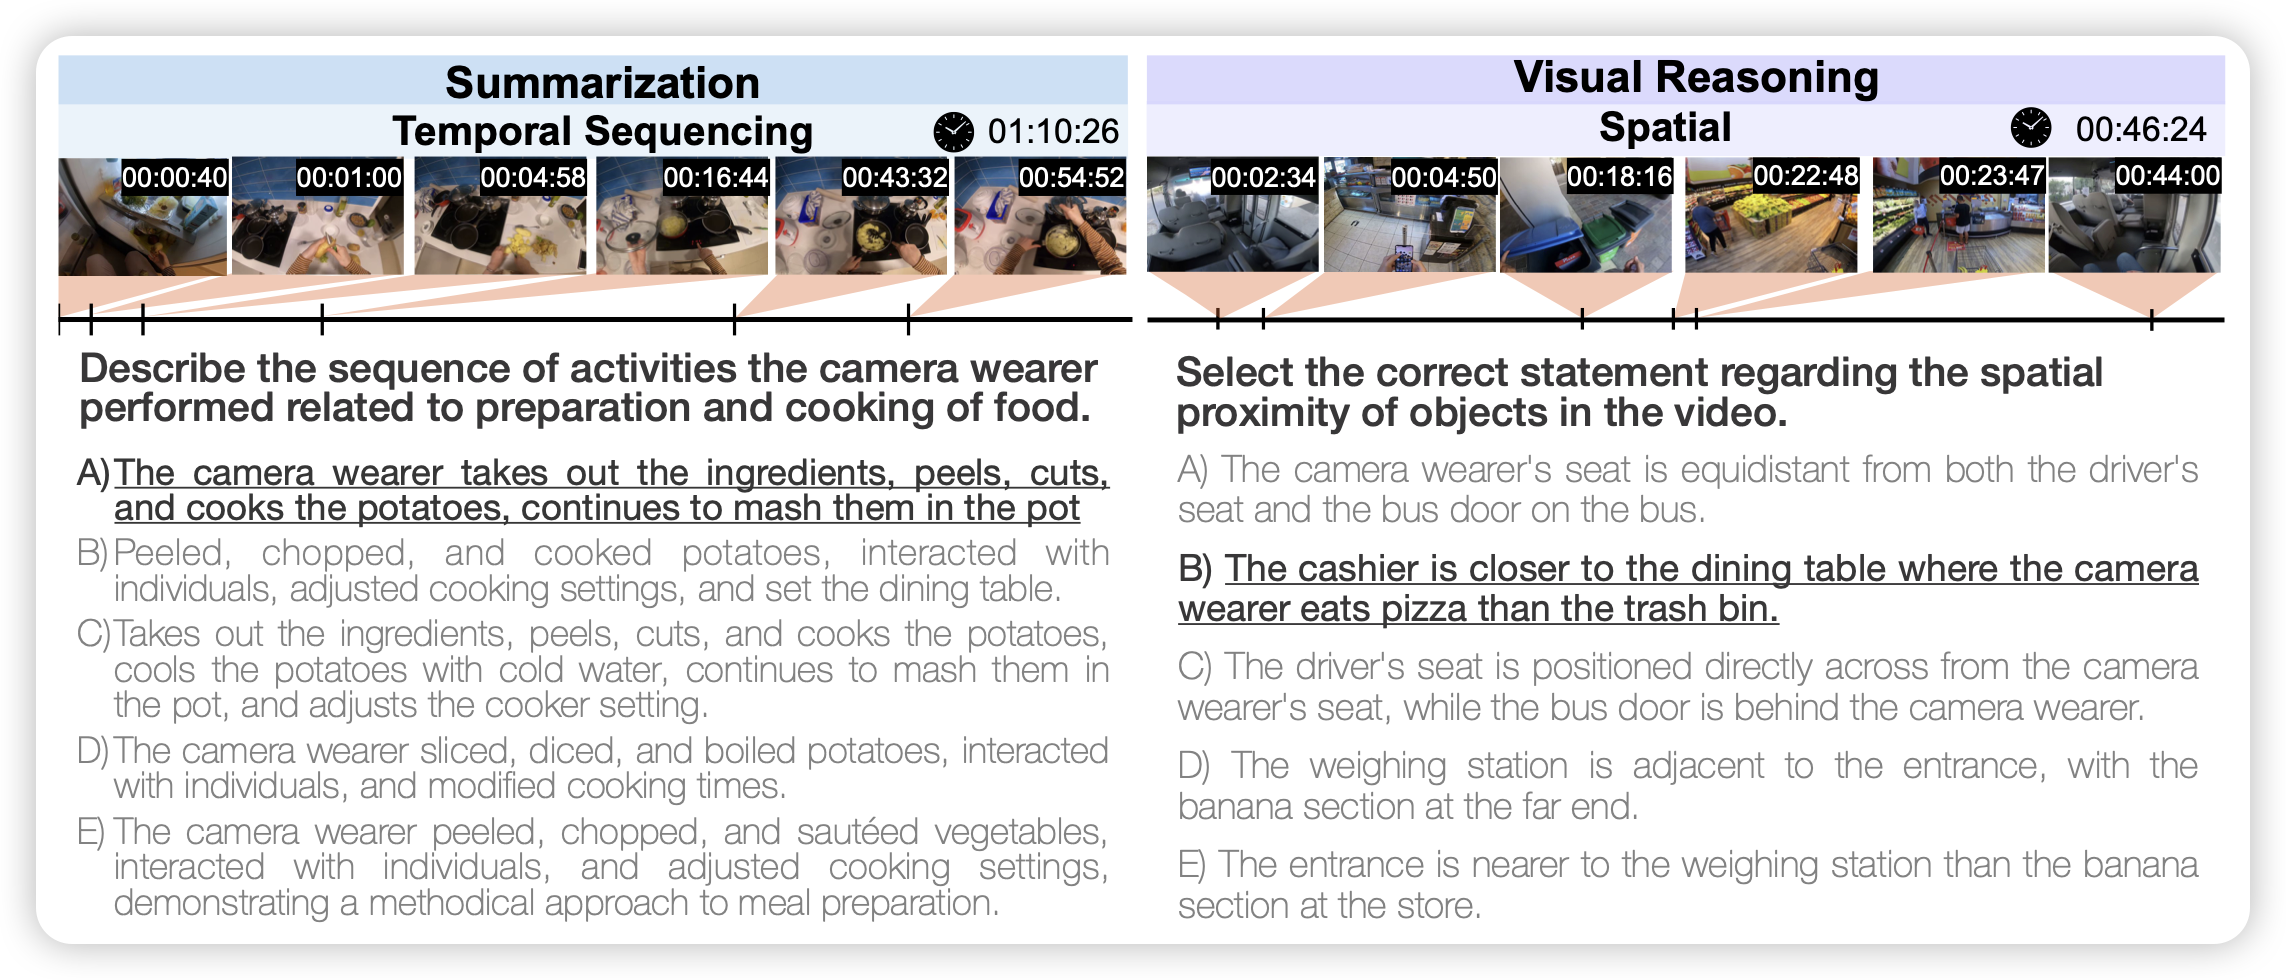 Summarization
Temporal Sequencing
01:10:26
00:00:40
00:01:00
00:04:58
00:16:44
00:43:32
00:54:52
Describe the sequence of activities the camera wearer
performed related to preparation and cooking of food.
A) The camera wearer takes out the ingredients, peels, cuts,
and cooks the potatoes, continues to mash them in the pot
B) Peeled, chopped, and cooked potatoes, interacted with
individuals, adjusted cooking settings, and set the dining table.
C) Takes out the ingredients, peels, cuts, and cooks the potatoes,
cools the potatoes with cold water, continues to mash them in
the pot, and adjusts the cooker setting.
D) The camera wearer sliced, diced, and boiled potatoes, interacted
with individuals, and modified cooking times.
E) The camera wearer peeled, chopped, and sautéed vegetables,
interacted with individuals, and adjusted cooking settings,
demonstrating a methodical approach to meal preparation.
Visual Reasoning
Spatial
00:46:24
00:02:34
00:04:50
00:18:16
00:22:48
00:23:47
00:44:00
Select the correct statement regarding the spatial
proximity of objects in the video.
A) The camera wearer's seat is equidistant from both the driver's
seat and the bus door on the bus.
B) The cashier is closer to the dining table where the camera
wearer eats pizza than the trash bin.
C) The driver's seat is positioned directly across from the camera
wearer's seat, while the bus door is behind the camera wearer.
D) The weighing station is adjacent to the entrance, with the
banana section at the far end.
E) The entrance is nearer to the weighing station than the banana
section at the store.